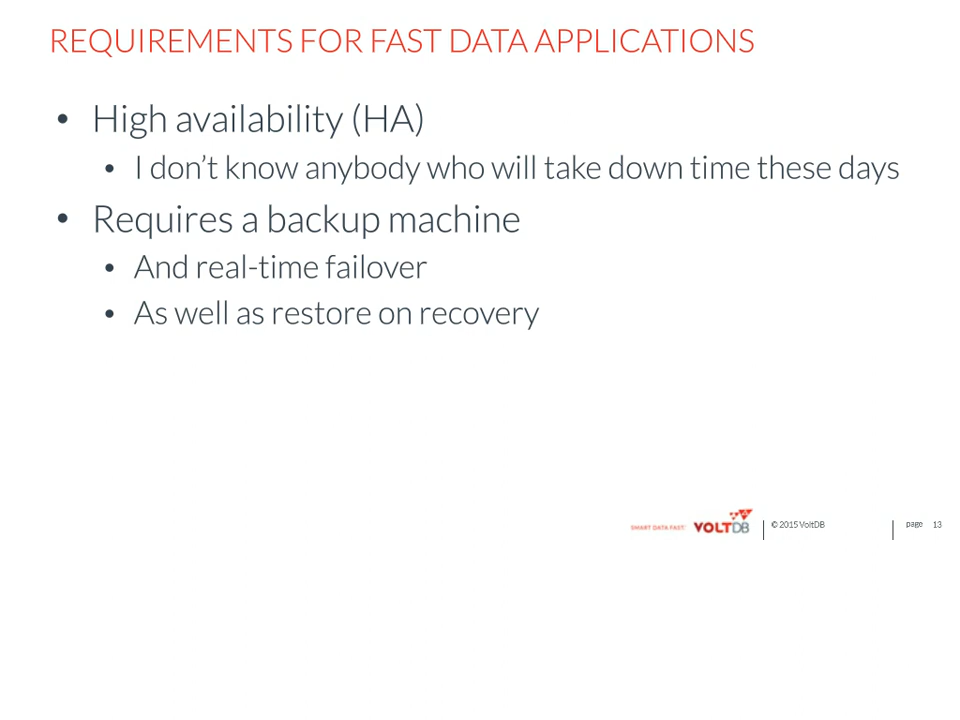 REQUIREMENTS FOR FAST DATA APPLICATIONS
• High availability (HA)
• I don’t know anybody who will take down time these days
• Requires a backup machine
• And real-time failover
• As well as restore on recovery
SMART DATA FAST VOLTDB © 2015 VoltDB page 13